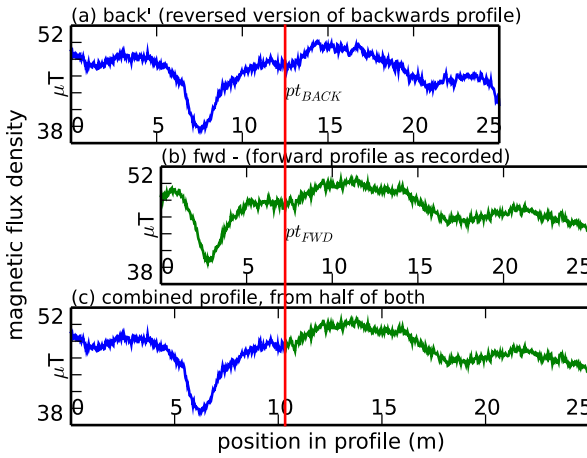 (a) back' (reversed version of backwards profile)
52
μT
38
0 5 10 15 20 25
pt_BACK
(b) fwd - (forward profile as recorded)
52
μT
38
0 5 10 15 20 25
pt_FWD
(c) combined profile, from half of both
52
μT
38
0 5 10 15 20 25
magnetic flux density
position in profile (m)